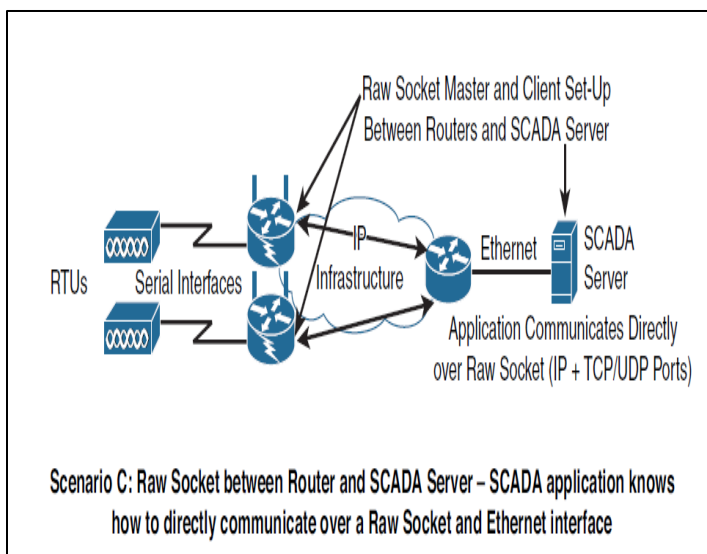 Raw Socket Master and Client Set-Up
Between Routers and SCADA Server
IP
Infrastructure
Ethernet
SCADA
Server
RTUs
Serial Interfaces
Application Communicates Directly
over Raw Socket (IP + TCP/UDP Ports)
Scenario C: Raw Socket between Router and SCADA Server – SCADA application knows
how to directly communicate over a Raw Socket and Ethernet interface